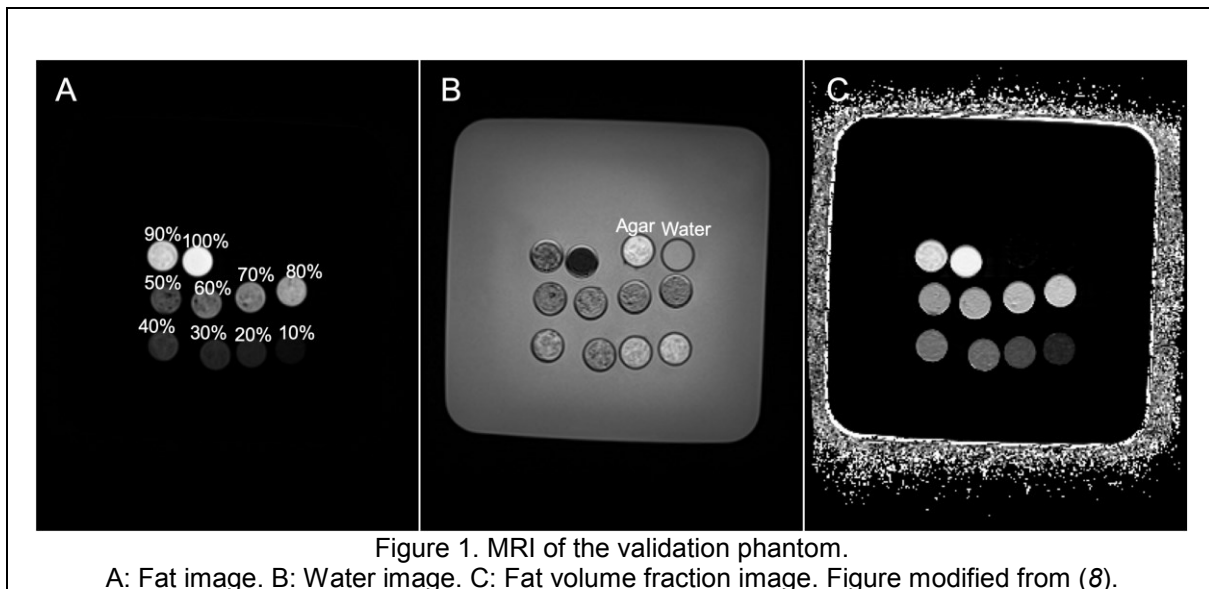 A
B
C
90%
100%
Agar
Water
50%
60%
70%
80%
40%
30%
20%
10%
Figure 1. MRI of the validation phantom.
A: Fat image. B: Water image. C: Fat volume fraction image. Figure modified from (8).